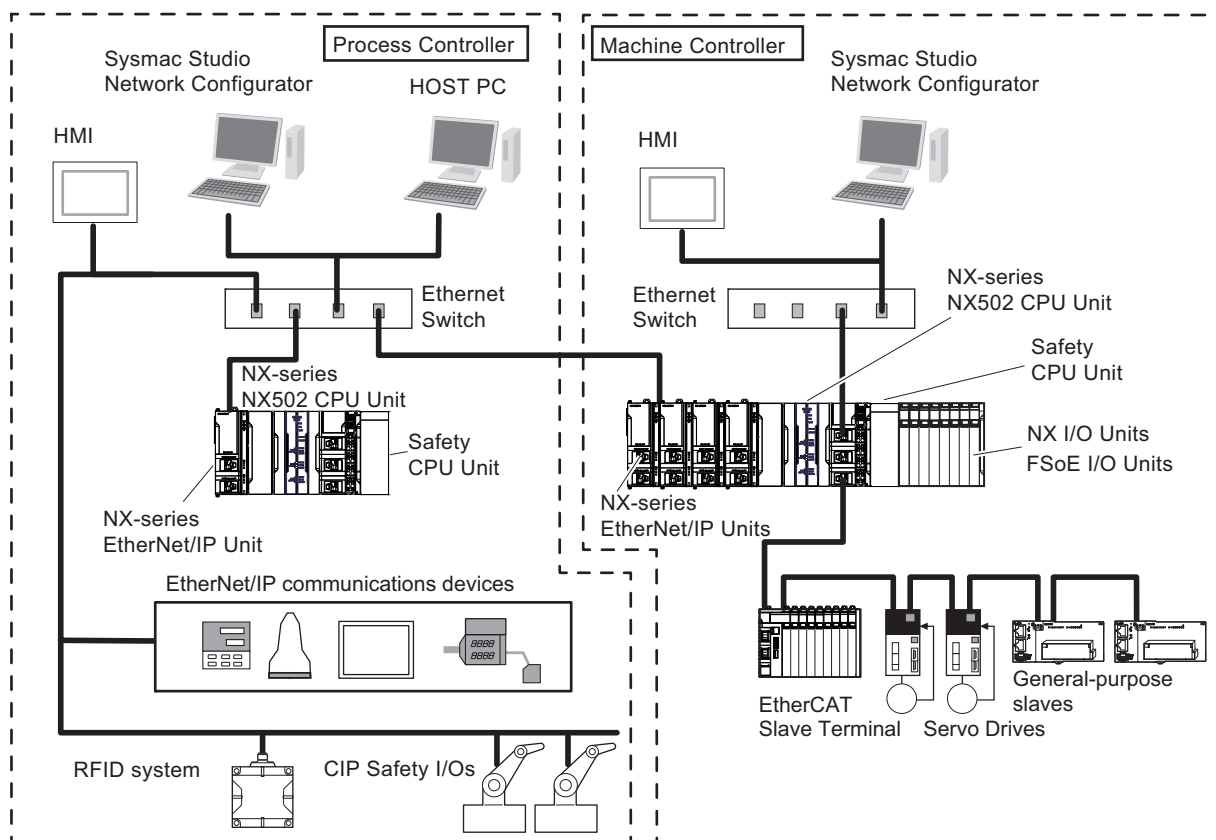 Process Controller
Machine Controller
Sysmac Studio
Network Configurator
HOST PC
HMI
Sysmac Studio
Network Configurator
HMI
Ethernet
Switch
Ethernet
Switch
NX-series
NX502 CPU Unit
Safety
CPU Unit
NX-series
NX502 CPU Unit
Safety
CPU Unit
NX I/O Units
FSoE I/O Units
NX-series
EtherNet/IP Unit
NX-series
EtherNet/IP Units
EtherNet/IP communications devices
8888
8888
EtherCAT
Slave Terminal
Servo Drives
General-purpose
slaves
RFID system
CIP Safety I/Os